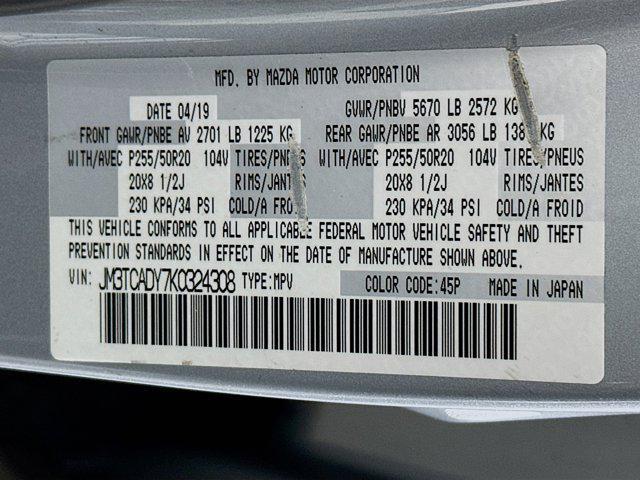 MFD. BY MAZDA MOTOR CORPORATION
DATE 04/19 GVWR/PNBV 5670 LB 2572 KG
FRONT GAWR/PNBE AV 2701 LB 1225 KG REAR GAWR/PNBE AR 3056 LB KG
WITH/AVEC P255/50R20 104V TIRES/PNEUS WITH/AVEC P255/50R20 104V TIRES/PNEUS
20X8 1/2J RIMS/JANTES 20X8 1/2J RIMS/JANTES
230 KPA/34 PSI COLD/A FROID 230 KPA/34 PSI COLD/A FROID
THIS VEHICLE CONFORMS TO ALL APPLICABLE FEDERAL MOTOR VEHICLE SAFETY AND THEFT
PREVENTION STANDARDS IN EFFECT ON THE DATE OF MANUFACTURE SHOWN ABOVE.
VIN: JM3TCADY7K0324308 TYPE:MPV COLOR CODE:45P MADE IN JAPAN